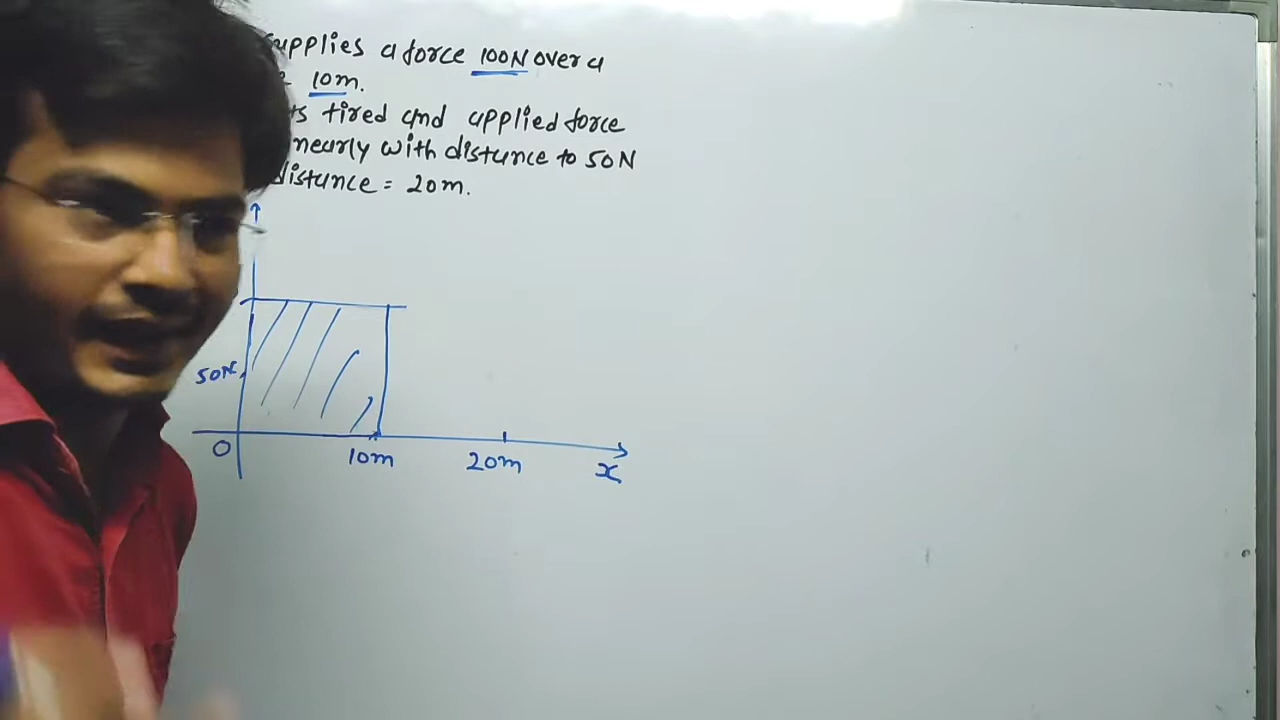 upplies a force 100N over a
10m.
ts tired and applied force
nearly with distance to 50N
distance = 20m.
50N
O 10m 20m x